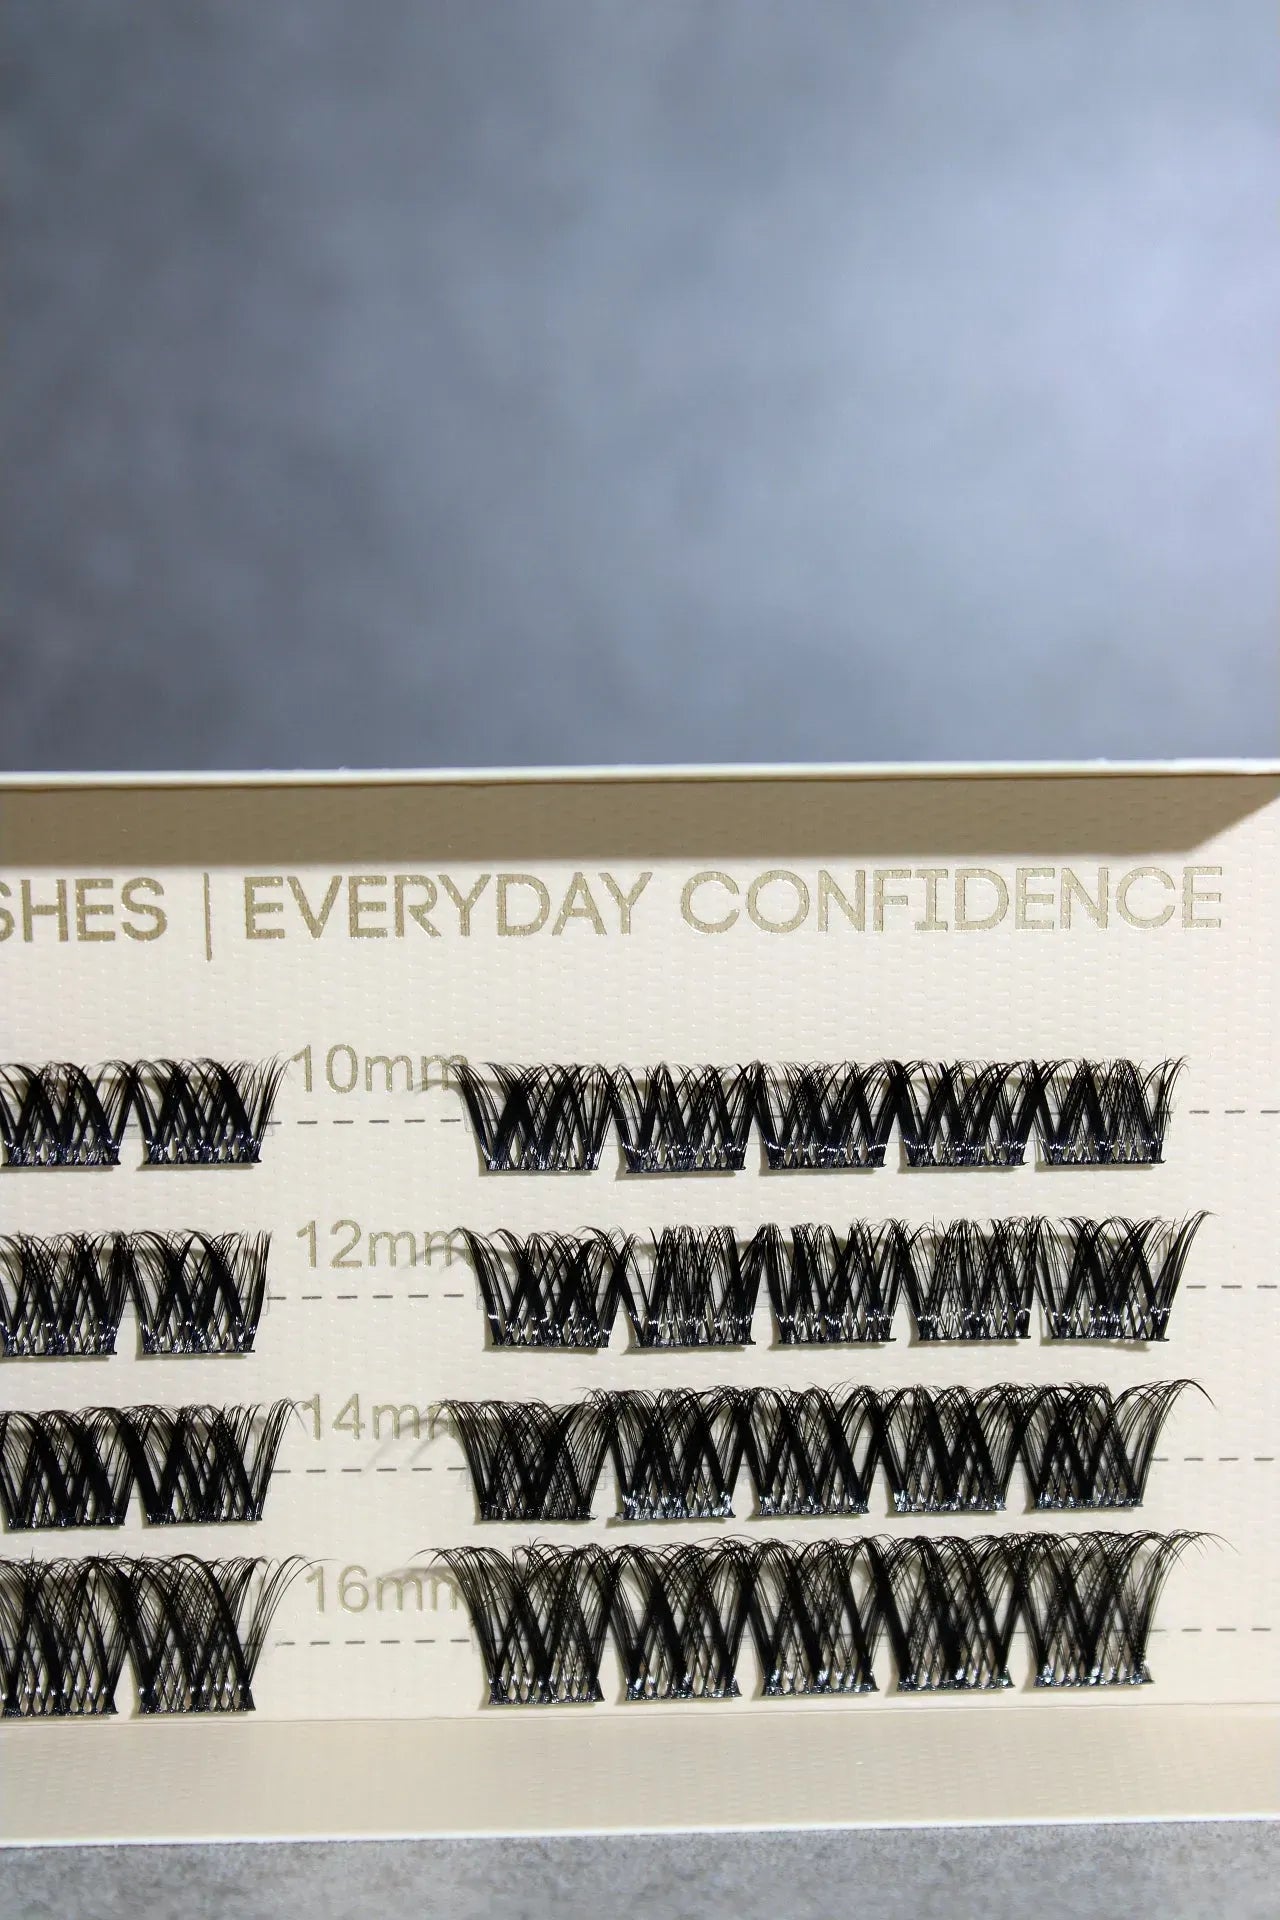 SHES | EVERYDAY CONFIDENCE
10mm
12mm
14mm
16mm